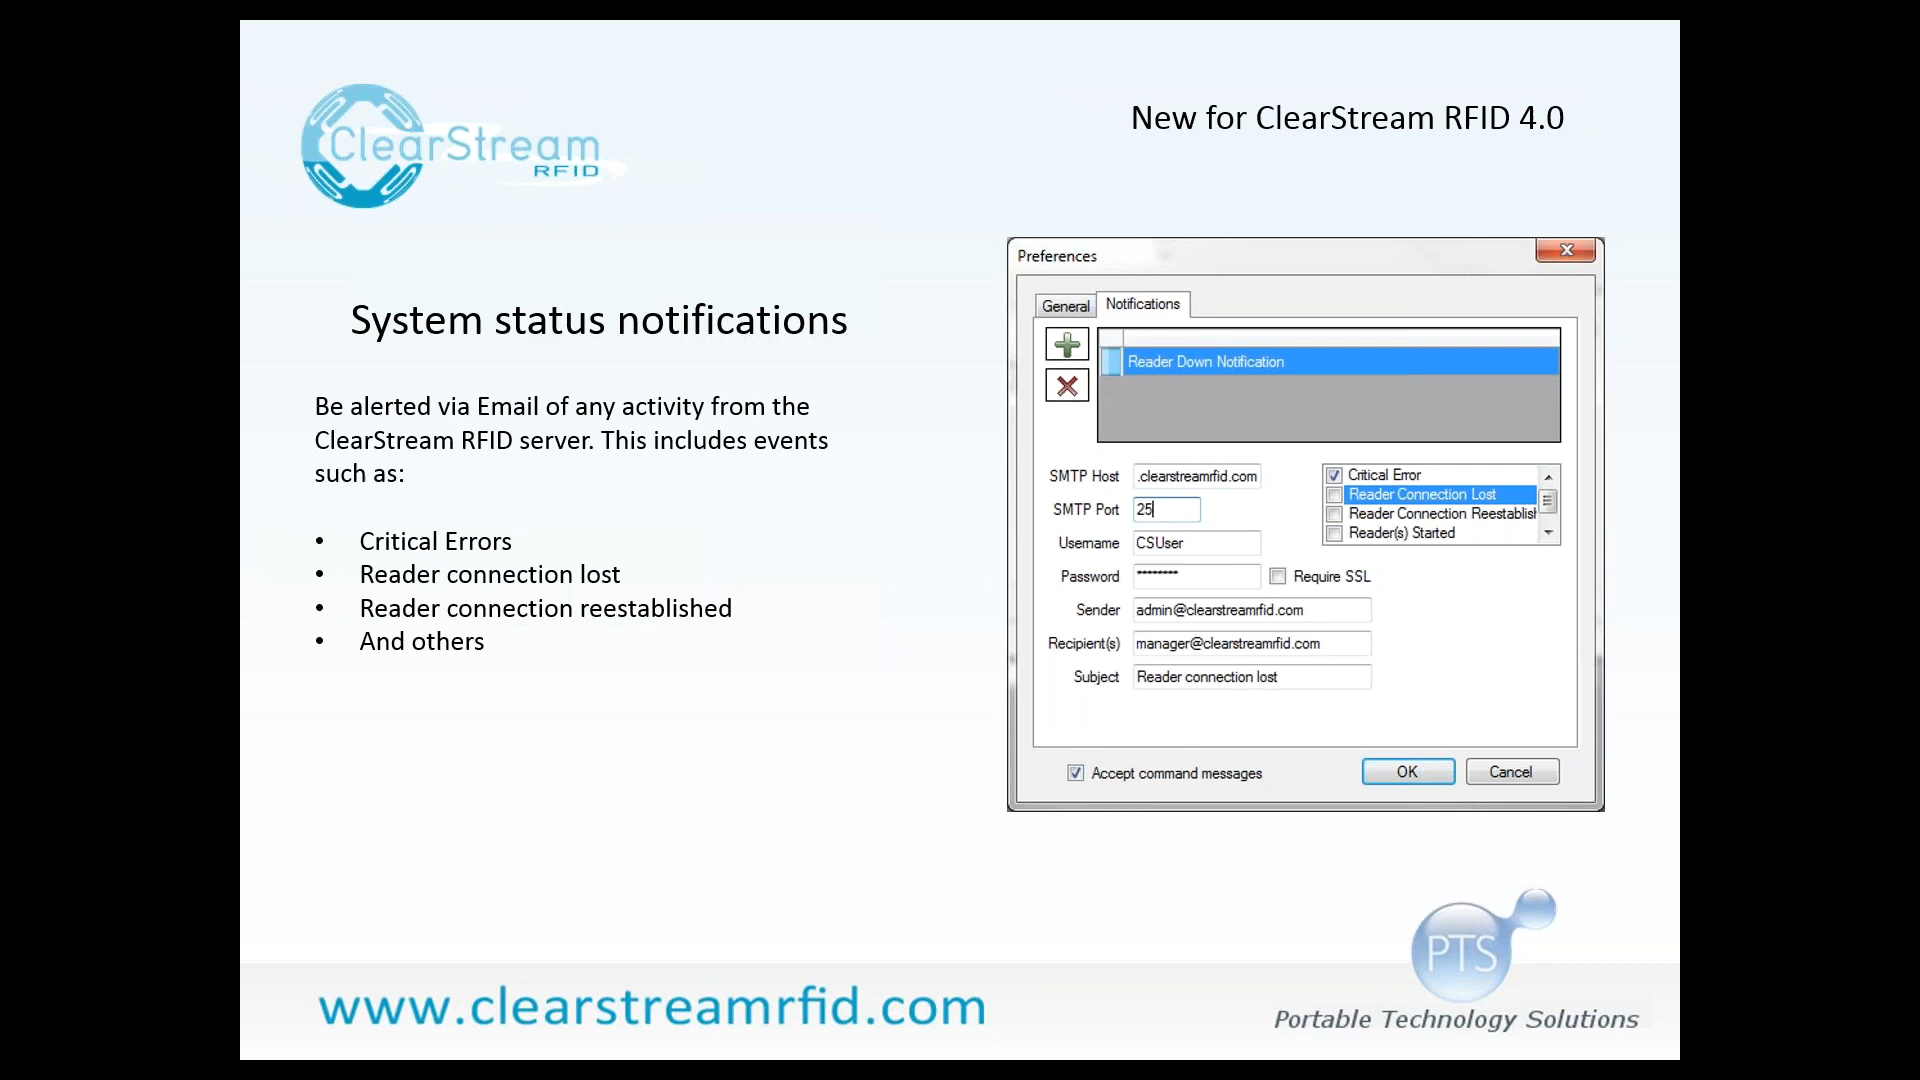 ClearStream
RFID
New for ClearStream RFID 4.0
System status notifications
Be alerted via Email of any activity from the
ClearStream RFID server. This includes events
such as:
• Critical Errors
• Reader connection lost
• Reader connection reestablished
• And others
Preferences
General Notifications
Reader Down Notification
SMTP Host .clearstreamrfid.com
SMTP Port 25
Username CSUser
Password ********
Require SSL
Sender admin@clearstreamrfid.com
Recipient(s) manager@clearstreamrfid.com
Subject Reader connection lost
Critical Error
Reader Connection Lost
Reader Connection Reestablish
Reader(s) Started
Accept command messages
OK Cancel
www.clearstreamrfid.com
PTS
Portable Technology Solutions